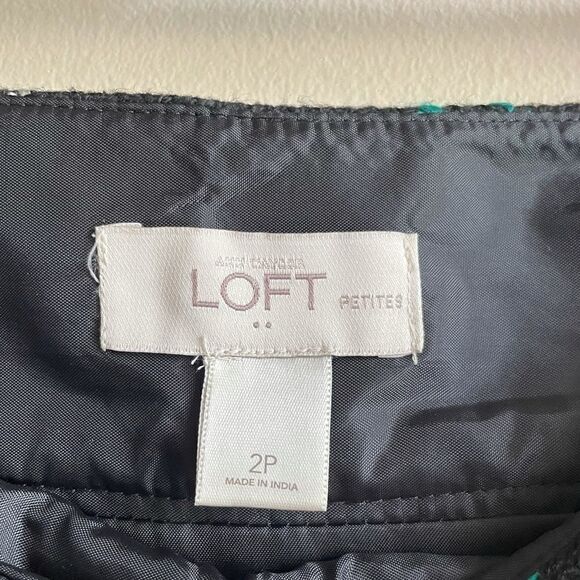 ANN TAYLOR
LOFT PETITES
2P
MADE IN INDIA